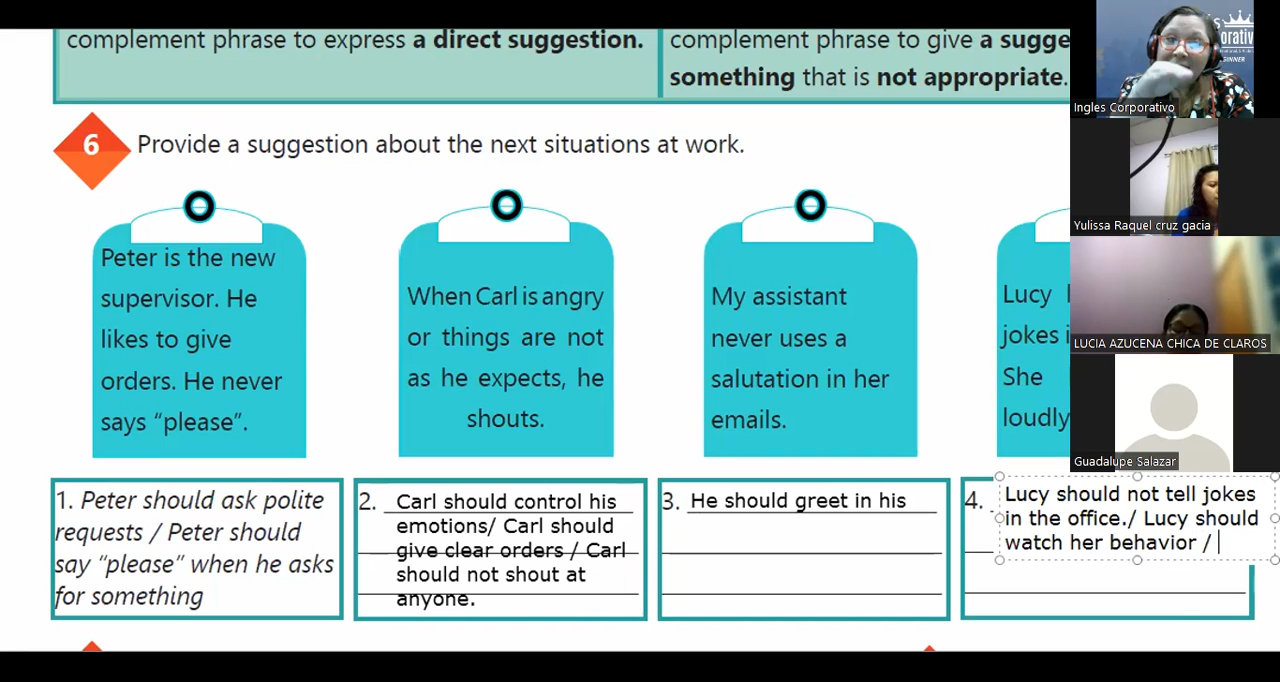 complement phrase to express a direct suggestion.
complement phrase to give a sugge
something that is not appropriate.
6
Provide a suggestion about the next situations at work.
Peter is the new
supervisor. He
likes to give
orders. He never
says “please”.
When Carl is angry
or things are not
as he expects, he
shouts.
My assistant
never uses a
salutation in her
emails.
Lucy
jokes i
She
loudly
1. Peter should ask polite
requests / Peter should
say “please” when he asks
for something
2. Carl should control his
emotions/ Carl should
give clear orders / Carl
should not shout at
anyone.
3. He should greet in his
4. Lucy should not tell jokes
in the office./ Lucy should
watch her behavior /
Ingles Corporativo
Yulissa Raquel cruz gacia
LUCIA AZUCENA CHICA DE CLAROS
Guadalupe Salazar